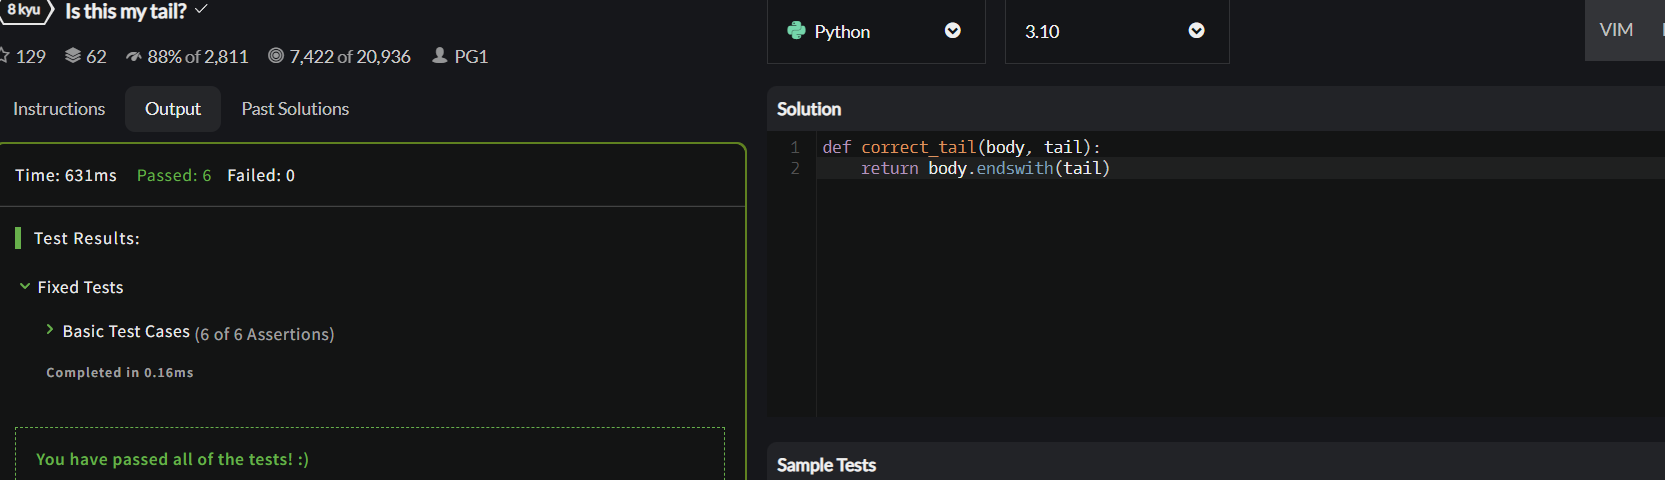 8 kyu Is this my tail?
129 62 88% of 2,811 7,422 of 20,936 PG1
Instructions Output Past Solutions
Time: 631ms Passed: 6 Failed: 0
Test Results:
Fixed Tests
Basic Test Cases (6 of 6 Assertions)
Completed in 0.16ms
You have passed all of the tests! :)
Python 3.10 VIM
Solution
1 def correct_tail(body, tail):
2 return body.endswith(tail)
Sample Tests